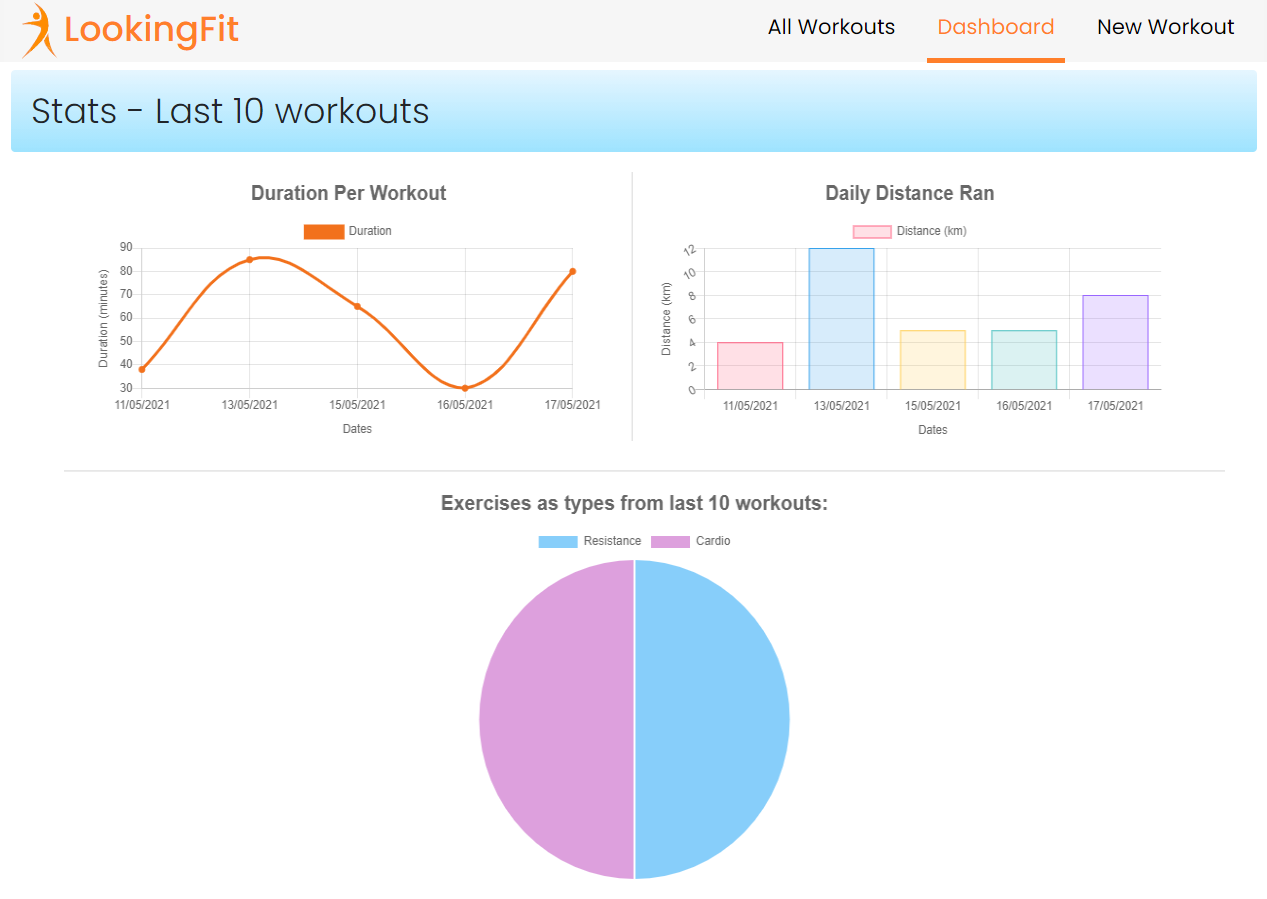 LookingFit
All Workouts
Dashboard
New Workout
Stats - Last 10 workouts
Duration Per Workout
Duration
90
80
70
60
50
40
30
Duration (minutes)
11/05/2021 13/05/2021 15/05/2021 16/05/2021 17/05/2021
Dates
Daily Distance Ran
Distance (km)
12
10
8
6
4
2
0
Distance (km)
11/05/2021 13/05/2021 15/05/2021 16/05/2021 17/05/2021
Dates
Exercises as types from last 10 workouts:
Resistance Cardio